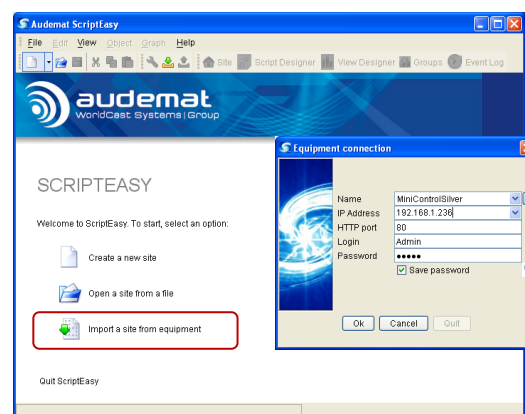 Audemat ScriptEasy
File Edit View Object Graph Help
Site Script Designer View Designer Groups Event Log
audemat
WorldCast Systems | Group
Equipment connection
SCRIPTEASY
Welcome to ScriptEasy. To start, select an option:
Create a new site
Open a site from a file
Import a site from equipment
Quit ScriptEasy
Name MiniControlSilver
IP Address 192.168.1.236
HTTP port 80
Login Admin
Password •••••
Save password
Ok Cancel Quit